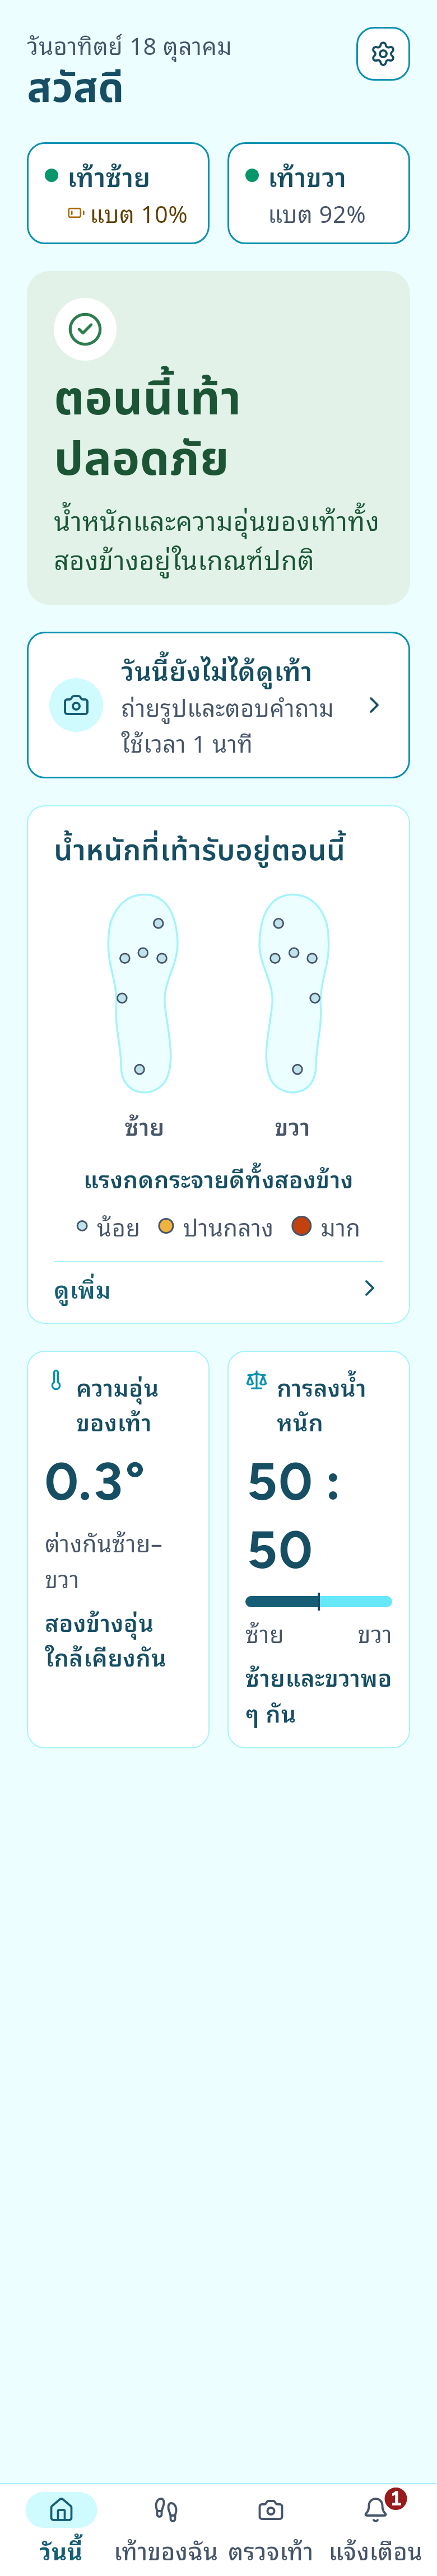 วันอาทิตย์ 18 ตุลาคม
สวัสดี
เท้าซ้าย
แบต 10%
เท้าขวา
แบต 92%
ตอนนี้เท้า
ปลอดภัย
น้ำหนักและความอุ่นของเท้าทั้ง
สองข้างอยู่ในเกณฑ์ปกติ
วันนี้ยังไม่ได้ดูเท้า
ถ่ายรูปและตอบคำถาม
ใช้เวลา 1 นาที
น้ำหนักที่เท้ารับอยู่ตอนนี้
ซ้าย ขวา
แรงกดกระจายดีทั้งสองข้าง
น้อย ปานกลาง มาก
ดูเพิ่ม
ความอุ่น
ของเท้า
0.3°
ต่างกันซ้าย–
ขวา
สองข้างอุ่น
ใกล้เคียงกัน
การลงน้ำ
หนัก
50 :
50
ซ้าย ขวา
ซ้ายและขวาพอ
ๆ กัน
1
วันนี้ เท้าของฉัน ตรวจเท้า แจ้งเตือน